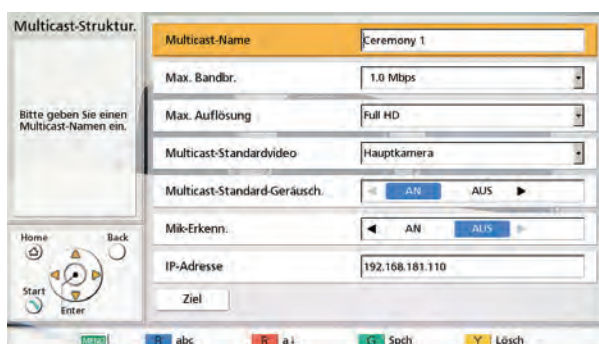 Multicast-Struktur.
Bitte geben Sie einen
Multicast-Namen ein.
Multicast-Name Ceremony 1
Max. Bandbr. 1.0 Mbps
Max. Auflösung Full HD
Multicast-Standardvideo Hauptkamera
Multicast-Standard-Geräusch. AN AUS
Mik-Erkenn. AN AUS
IP-Adresse 192.168.181.110
Ziel
Home Back
Start
Enter
MENU B abc R a↓ G Spch Y Lösch